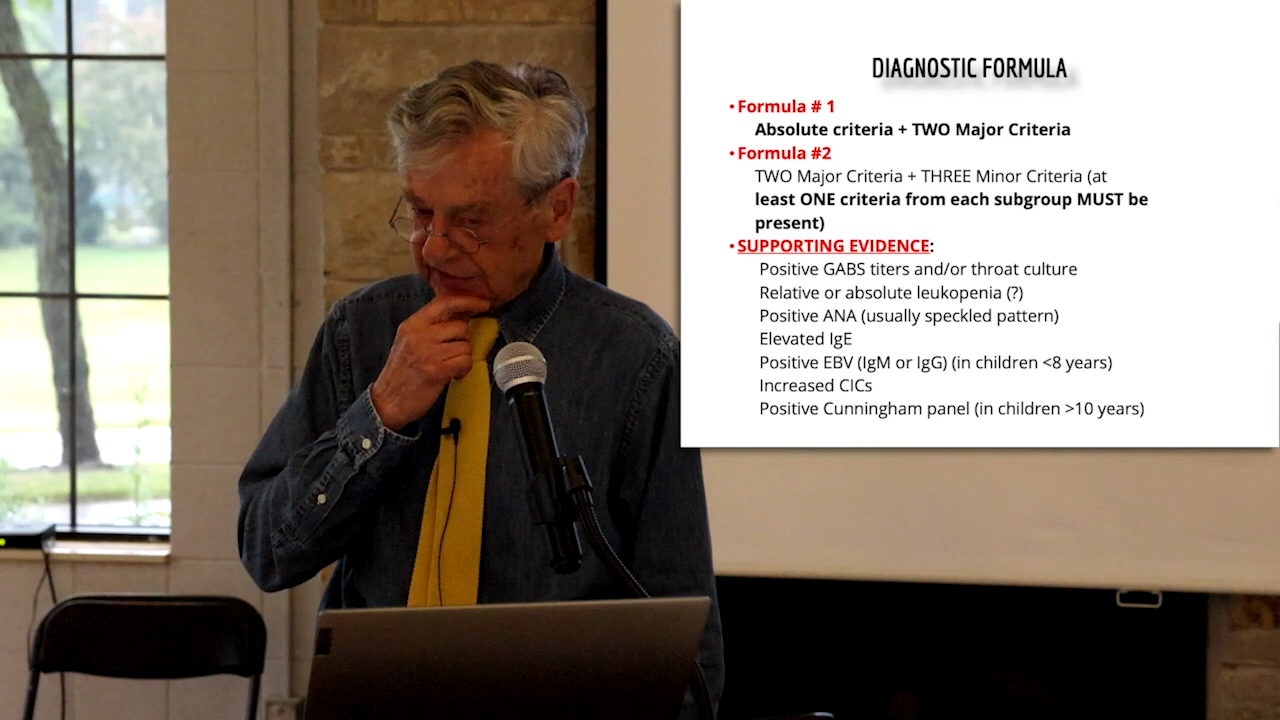 DIAGNOSTIC FORMULA
•Formula # 1
Absolute criteria + TWO Major Criteria
•Formula #2
TWO Major Criteria + THREE Minor Criteria (at
least ONE criteria from each subgroup MUST be
present)
•SUPPORTING EVIDENCE:
Positive GABS titers and/or throat culture
Relative or absolute leukopenia (?)
Positive ANA (usually speckled pattern)
Elevated IgE
Positive EBV (IgM or IgG) (in children <8 years)
Increased CICs
Positive Cunningham panel (in children >10 years)